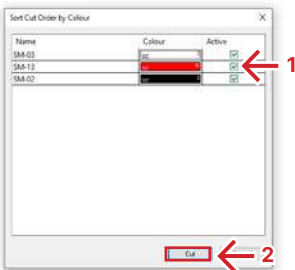 Sort Cut Order by Colour X
Name Colour Active
SM-03
SM-13
SM-02
1
Cut
2